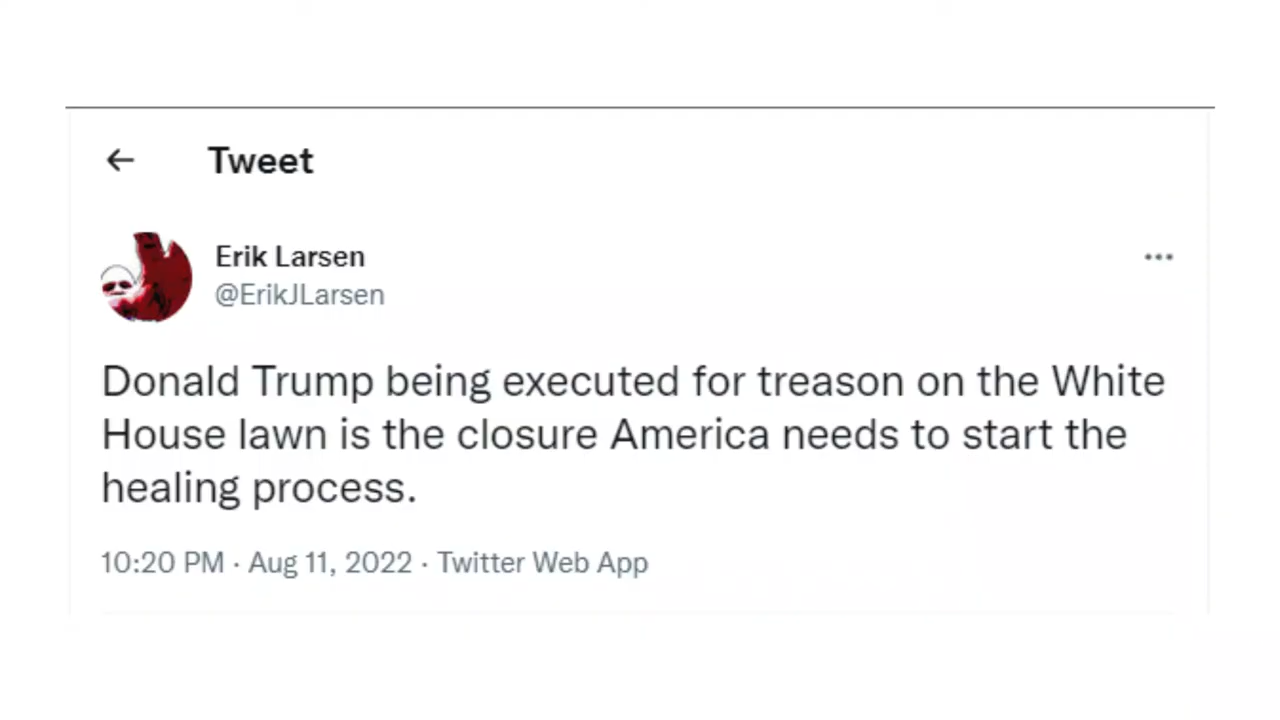 Tweet
Erik Larsen
@ErikJLarsen
Donald Trump being executed for treason on the White
House lawn is the closure America needs to start the
healing process.
10:20 PM · Aug 11, 2022 · Twitter Web App